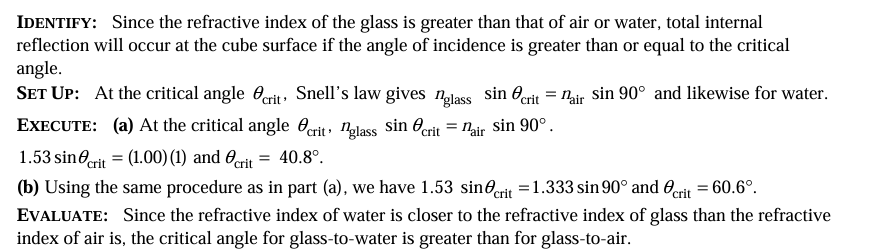 IDENTIFY: Since the refractive index of the glass is greater than that of air or water, total internal
reflection will occur at the cube surface if the angle of incidence is greater than or equal to the critical
angle.
SET UP: At the critical angle θcrit, Snell's law gives nglass sin θcrit = nair sin 90° and likewise for water.
EXECUTE: (a) At the critical angle θcrit, nglass sin θcrit = nair sin 90°.
1.53 sin θcrit = (1.00)(1) and θcrit = 40.8°.
(b) Using the same procedure as in part (a), we have 1.53 sin θcrit = 1.333 sin 90° and θcrit = 60.6°.
EVALUATE: Since the refractive index of water is closer to the refractive index of glass than the refractive
index of air is, the critical angle for glass-to-water is greater than for glass-to-air.